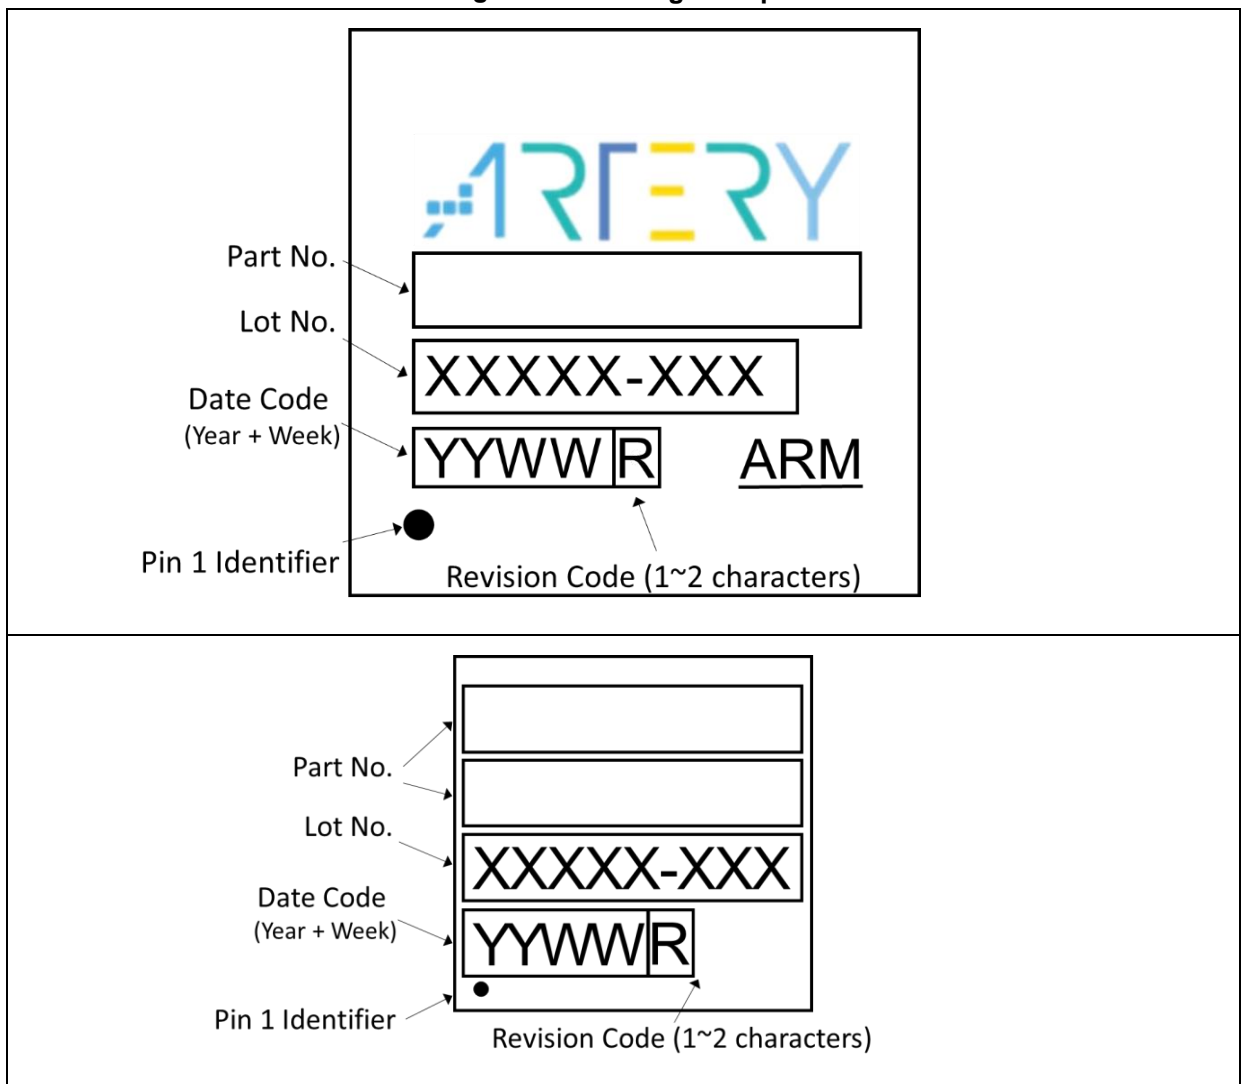 ARTERY
Part No.
Lot No.
XXXXX-XXX
Date Code
(Year + Week)
YYWW R
ARM
Pin 1 Identifier
Revision Code (1~2 characters)
Part No.
Lot No.
XXXXX-XXX
Date Code
(Year + Week)
YYWW R
Pin 1 Identifier
Revision Code (1~2 characters)